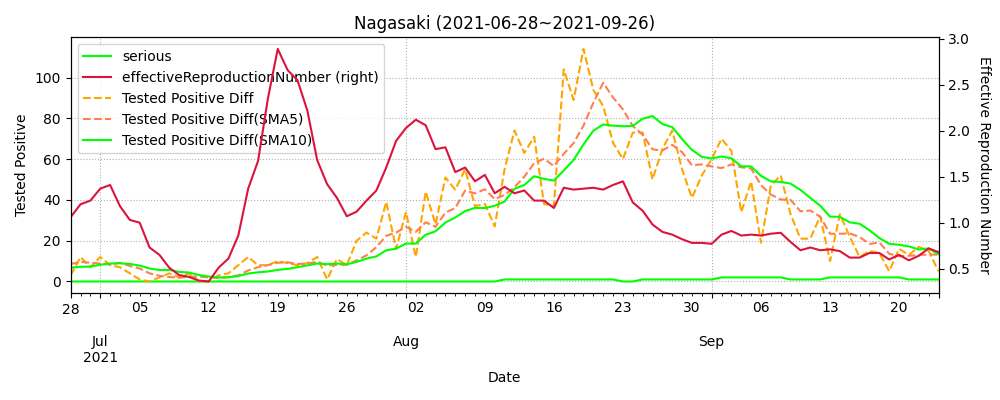 Nagasaki (2021-06-28~2021-09-26)
serious
effectiveReproductionNumber (right)
Tested Positive Diff
Tested Positive Diff(SMA5)
Tested Positive Diff(SMA10)
Tested Positive
100
80
60
40
20
0
3.0
2.5
2.0
1.5
1.0
0.5
Effective Reproduction Number
28 05 12 19 26 02 09 16 23 30 06 13 20
Jul Aug Sep
2021
Date